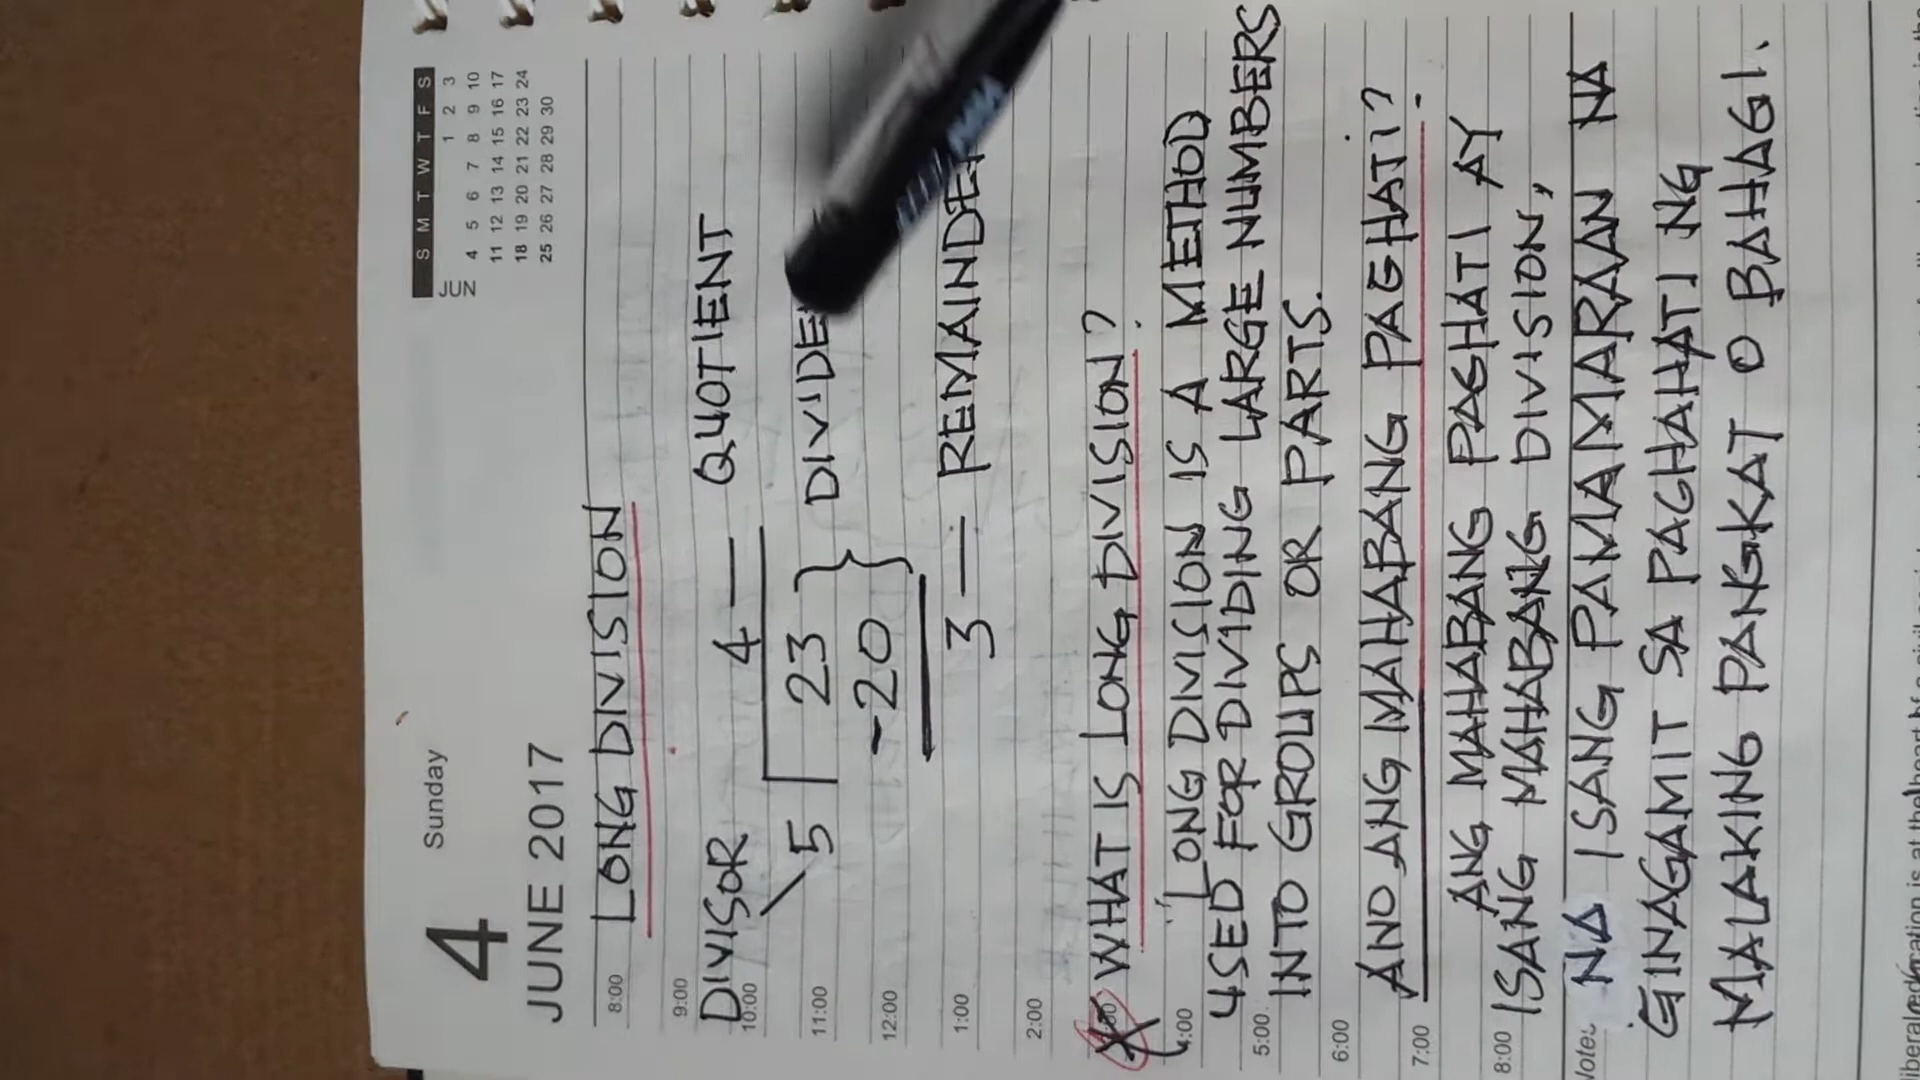 4 Sunday
JUNE 2017
S M T W T F S
JUN 1 2 3
4 5 6 7 8 9 10
11 12 13 14 15 16 17
18 19 20 21 22 23 24
25 26 27 28 29 30
8:00 LONG DIVISION
9:00
DIVISOR 4 — QUOTIENT
10:00
11:00 5 23
12:00 -20
1:00 3 — REMAINDER
2:00
WHAT IS LONG DIVISION?
LONG DIVISION IS A METHOD
4:00
USED FOR DIVIDING LARGE NUMBERS
5:00
INTO GROUPS OR PARTS.
6:00
ANO ANG MAHABANG PAGHATI?
7:00
ANG MAHABANG PAGHATI AY
8:00
ISANG MAHABANG DIVISION,
Notes NA ISANG PAMAMARAAN NA
GINAGAMIT SA PAGHAHATI NG
MALAKING PANGKAT O BAHAGI.